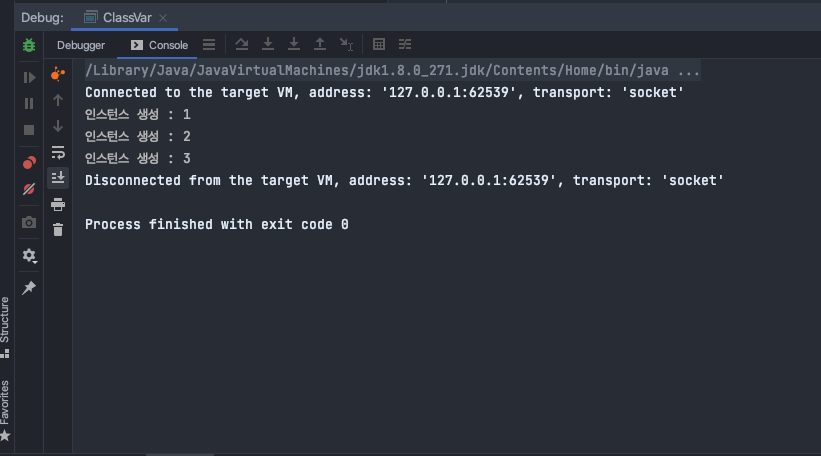 Debug: ClassVar
Debugger Console
/Library/Java/JavaVirtualMachines/jdk1.8.0_271.jdk/Contents/Home/bin/java ...
Connected to the target VM, address: '127.0.0.1:62539', transport: 'socket'
인스턴스 생성 : 1
인스턴스 생성 : 2
인스턴스 생성 : 3
Disconnected from the target VM, address: '127.0.0.1:62539', transport: 'socket'
Process finished with exit code 0
Structure
Favorites